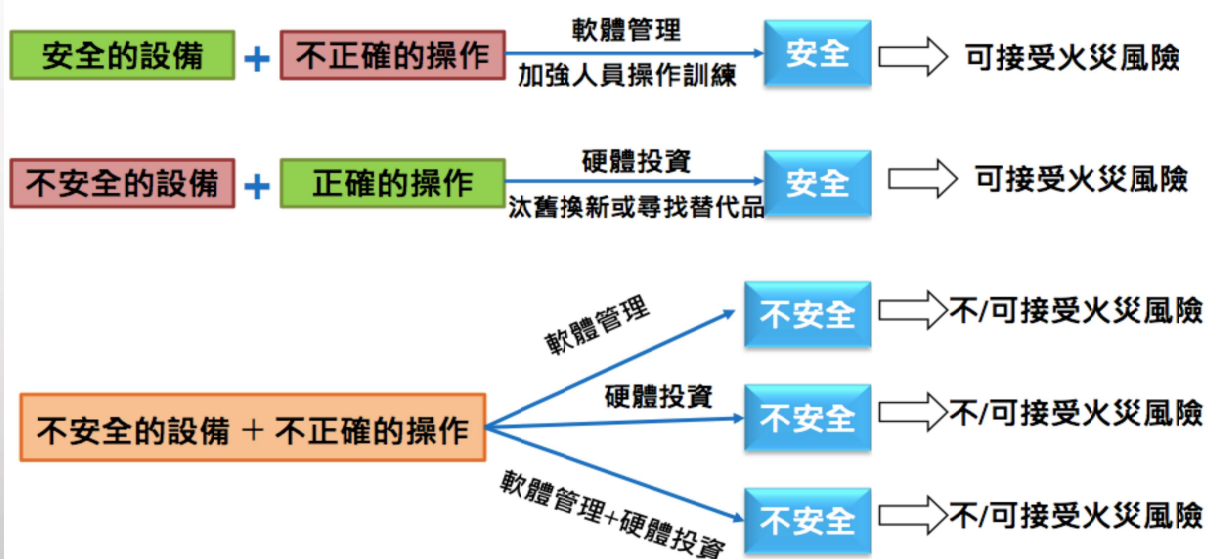 安全的設備 + 不正確的操作 軟體管理 安全 可接受火災風險
加強人員操作訓練
不安全的設備 + 正確的操作 硬體投資 安全 可接受火災風險
汰舊換新或尋找替代品
軟體管理 不安全 不/可接受火災風險
不安全的設備 + 不正確的操作 硬體投資 不安全 不/可接受火災風險
軟體管理+硬體投資 不安全 不/可接受火災風險